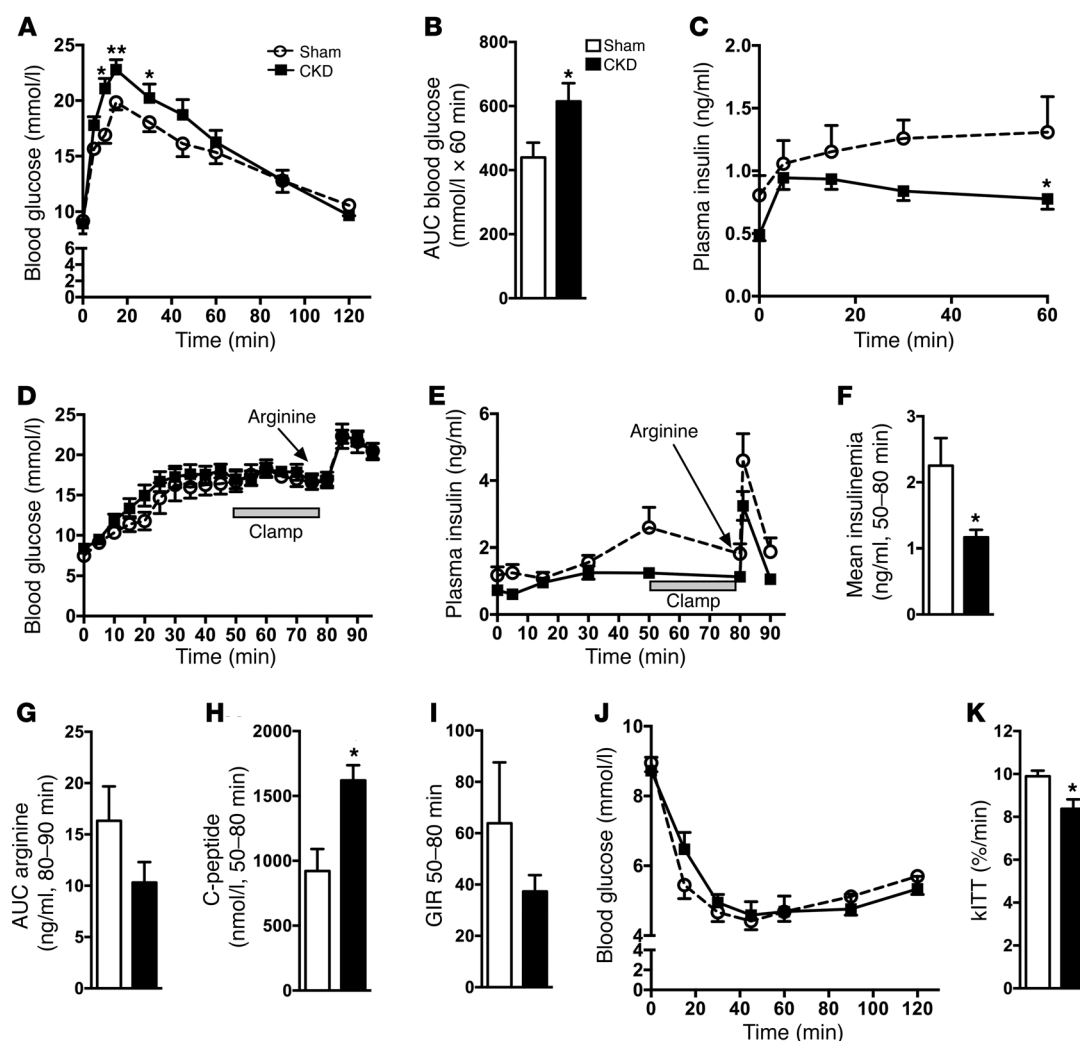 A
Blood glucose (mmol/l)
25
20
15
10
6
4
2
0
* ** *
Sham
CKD
0 20 40 60 80 100 120
Time (min)
B
AUC blood glucose
(mmol/l × 60 min)
800
600
400
200
0
Sham
CKD
*
C
Plasma insulin (ng/ml)
2.0
1.5
1.0
0.5
0.0
*
0 20 40 60
Time (min)
D
Blood glucose (mmol/l)
25
20
15
10
5
0
Arginine
Clamp
0 10 20 30 40 50 60 70 80 90
Time (min)
E
Plasma insulin (ng/ml)
6
4
2
0
Arginine
Clamp
0 10 20 30 40 50 60 70 80 90
Time (min)
F
Mean insulinemia
(ng/ml, 50–80 min)
3
2
1
0
*
G
AUC arginine
(ng/ml, 80–90 min)
25
20
15
10
5
0
H
C-peptide
(nmol/l, 50–80 min)
2000
1500
1000
500
0
*
I
GIR 50–80 min
100
80
60
40
20
0
J
Blood glucose (mmol/l)
10
8
6
4
4
2
0
0 20 40 60 80 100 120
Time (min)
K
kITT (%/min)
12
10
8
6
4
2
0
*